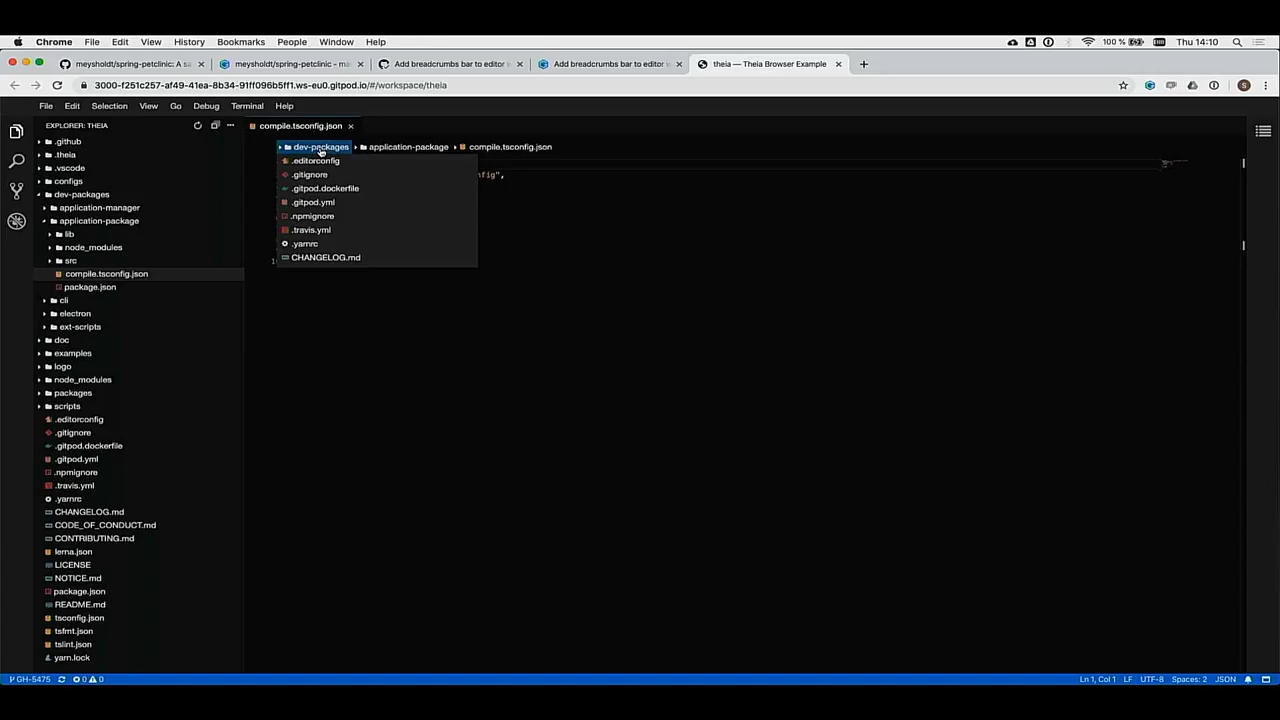 Chrome File Edit View History Bookmarks People Window Help 100 % Thu 14:10
meysholdt/spring-petclinic: A sa
meysholdt/spring-petclinic – ma
Add breadcrumbs bar to editor w
Add breadcrumbs bar to editor w
theia — Theia Browser Example
3000-f251c257-af49-41ea-8b34-91ff096b5ff1.ws-eu0.gitpod.io/#/workspace/theia
S
File Edit Selection View Go Debug Terminal Help
EXPLORER: THEIA
compile.tsconfig.json
dev-packages application-package compile.tsconfig.json
.github
.theia
.vscode
configs
dev-packages
application-manager
application-package
lib
node_modules
src
compile.tsconfig.json
package.json
cli
electron
ext-scripts
doc
examples
logo
node_modules
packages
scripts
.editorconfig
.gitignore
.gitpod.dockerfile
.gitpod.yml
.npmignore
.travis.yml
.yarnrc
CHANGELOG.md
CODE_OF_CONDUCT.md
CONTRIBUTING.md
lerna.json
LICENSE
NOTICE.md
package.json
README.md
tsconfig.json
tsfmt.json
tslint.json
yarn.lock
.editorconfig
.gitignore
.gitpod.dockerfile
.gitpod.yml
.npmignore
.travis.yml
.yarnrc
CHANGELOG.md
nfig",
GH-5475 0 0 Ln 1, Col 1 LF UTF-8 Spaces: 2 JSON